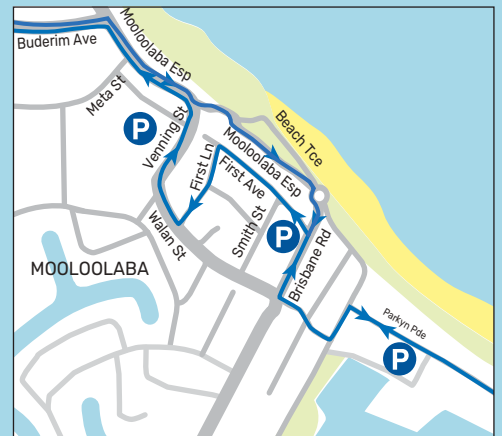 Mooloolaba Esp
Buderim Ave
Meta St
P
Venning St
Beach Tce
Mooloolaba Esp
First Ln
First Ave
Smith St
P
Walan St
Brisbane Rd
MOOLOOLABA
Parkyn Pde
P